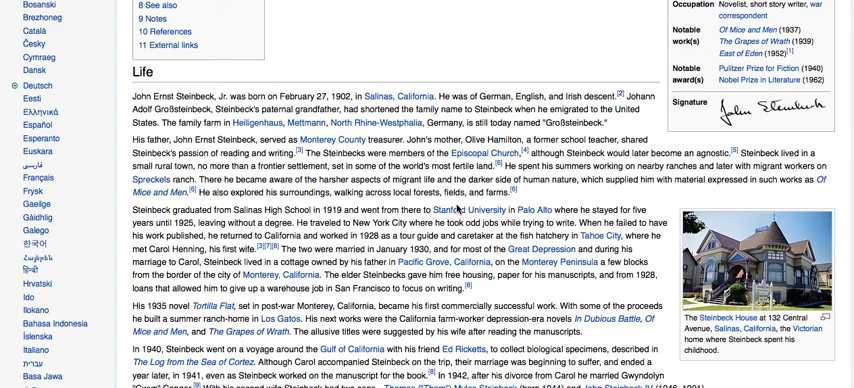 Bosanski
Brezhoneg
Català
Česky
Cymraeg
Dansk
Deutsch
Eesti
Ελληνικά
Español
Esperanto
Euskara
فارسی
Français
Frysk
Gaeilge
Gàidhlig
Galego
한국어
Հայերեն
हिन्दी
Hrvatski
Ido
Ilokano
Bahasa Indonesia
Íslenska
Italiano
עברית
Basa Jawa
8 See also
9 Notes
10 References
11 External links
Life
John Ernst Steinbeck, Jr. was born on February 27, 1902, in Salinas, California. He was of German, English, and Irish descent.[2] Johann
Adolf Großsteinbeck, Steinbeck's paternal grandfather, had shortened the family name to Steinbeck when he emigrated to the United
States. The family farm in Heiligenhaus, Mettmann, North Rhine-Westphalia, Germany, is still today named "Großsteinbeck."
His father, John Ernst Steinbeck, served as Monterey County treasurer. John's mother, Olive Hamilton, a former school teacher, shared
Steinbeck's passion of reading and writing.[3] The Steinbecks were members of the Episcopal Church,[4] although Steinbeck would later become an agnostic.[5] Steinbeck lived in a
small rural town, no more than a frontier settlement, set in some of the world's most fertile land.[6] He spent his summers working on nearby ranches and later with migrant workers on
Spreckels ranch. There he became aware of the harsher aspects of migrant life and the darker side of human nature, which supplied him with material expressed in such works as Of
Mice and Men.[6] He also explored his surroundings, walking across local forests, fields, and farms.[6]
Steinbeck graduated from Salinas High School in 1919 and went from there to Stanford University in Palo Alto where he stayed for five
years until 1925, leaving without a degree. He traveled to New York City where he took odd jobs while trying to write. When he failed to have
his work published, he returned to California and worked in 1928 as a tour guide and caretaker at the fish hatchery in Tahoe City, where he
met Carol Henning, his first wife.[3][7][8] The two were married in January 1930, and for most of the Great Depression and during his
marriage to Carol, Steinbeck lived in a cottage owned by his father in Pacific Grove, California, on the Monterey Peninsula a few blocks
from the border of the city of Monterey, California. The elder Steinbecks gave him free housing, paper for his manuscripts, and from 1928,
loans that allowed him to give up a warehouse job in San Francisco to focus on writing.[8]
His 1935 novel Tortilla Flat, set in post-war Monterey, California, became his first commercially successful work. With some of the proceeds
he built a summer ranch-home in Los Gatos. His next works were the California farm-worker depression-era novels In Dubious Battle, Of
Mice and Men, and The Grapes of Wrath. The allusive titles were suggested by his wife after reading the manuscripts.
In 1940, Steinbeck went on a voyage around the Gulf of California with his friend Ed Ricketts, to collect biological specimens, described in
The Log from the Sea of Cortez. Although Carol accompanied Steinbeck on the trip, their marriage was beginning to suffer, and ended a
year later, in 1941, even as Steinbeck worked on the manuscript for the book.[8] In 1942, after his divorce from Carol he married Gwendolyn
Occupation Novelist, short story writer, war
correspondent
Notable Of Mice and Men (1937)
work(s) The Grapes of Wrath (1939)
East of Eden (1952)[1]
Notable Pulitzer Prize for Fiction (1940)
award(s) Nobel Prize in Literature (1962)
Signature John Steinbeck
The Steinbeck House at 132 Central
Avenue, Salinas, California, the Victorian
home where Steinbeck spent his
childhood.